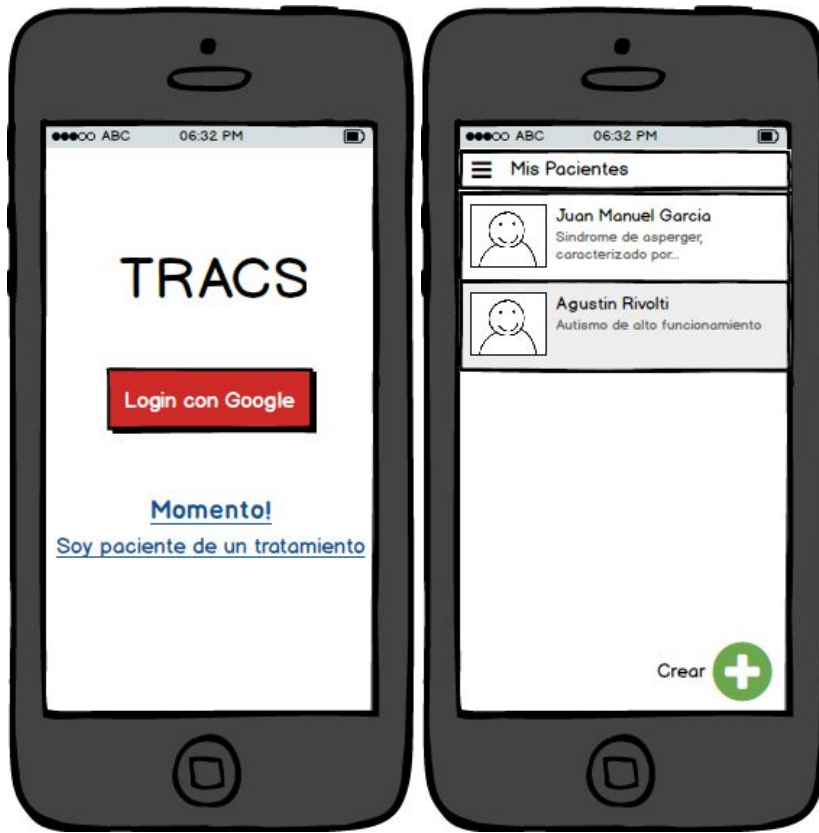 ABC 06:32 PM
TRACS
Login con Google
Momento!
Soy paciente de un tratamiento
ABC 06:32 PM
Mis Pacientes
Juan Manuel Garcia
Sindrome de asperger,
caracterizado por...
Agustin Rivolti
Autismo de alto funcionamiento
Crear